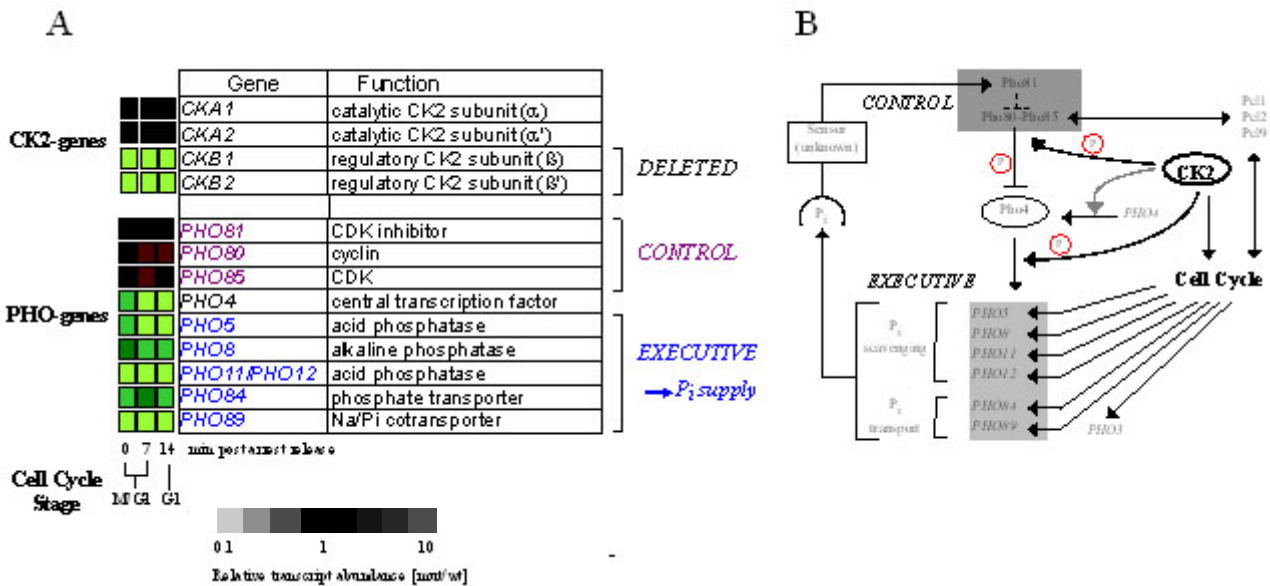 A
Gene Function
CK2-genes
CKA1 catalytic CK2 subunit (α)
CKA2 catalytic CK2 subunit (α')
CKB1 regulatory CK2 subunit (ß)
CKB2 regulatory CK2 subunit (ß')
DELETED
PHO-genes
PHO81 CDK inhibitor
PHO80 cyclin
PHO85 CDK
CONTROL
PHO4 central transcription factor
PHO5 acid phosphatase
PHO8 alkaline phosphatase
PHO11/PHO12 acid phosphatase
PHO84 phosphate transporter
PHO89 Na/Pi cotransporter
EXECUTIVE
Pi supply
0 7 14 min post arrest release
Cell Cycle
Stage
M/G1 G1
0.1 1 10
Relative transcript abundance [mut/wt]
B
CONTROL
Pho81
Pho80-Pho85
Pcl1
Pcl2
Pcl9
Sensor
(unknown)
P
P
CK2
Pi
Pho4
PHO4
P
EXECUTIVE
Cell Cycle
Pi
scavenging
PHO5
PHO8
PHO11
PHO12
Pi
transport
PHO84
PHO89
PHO3